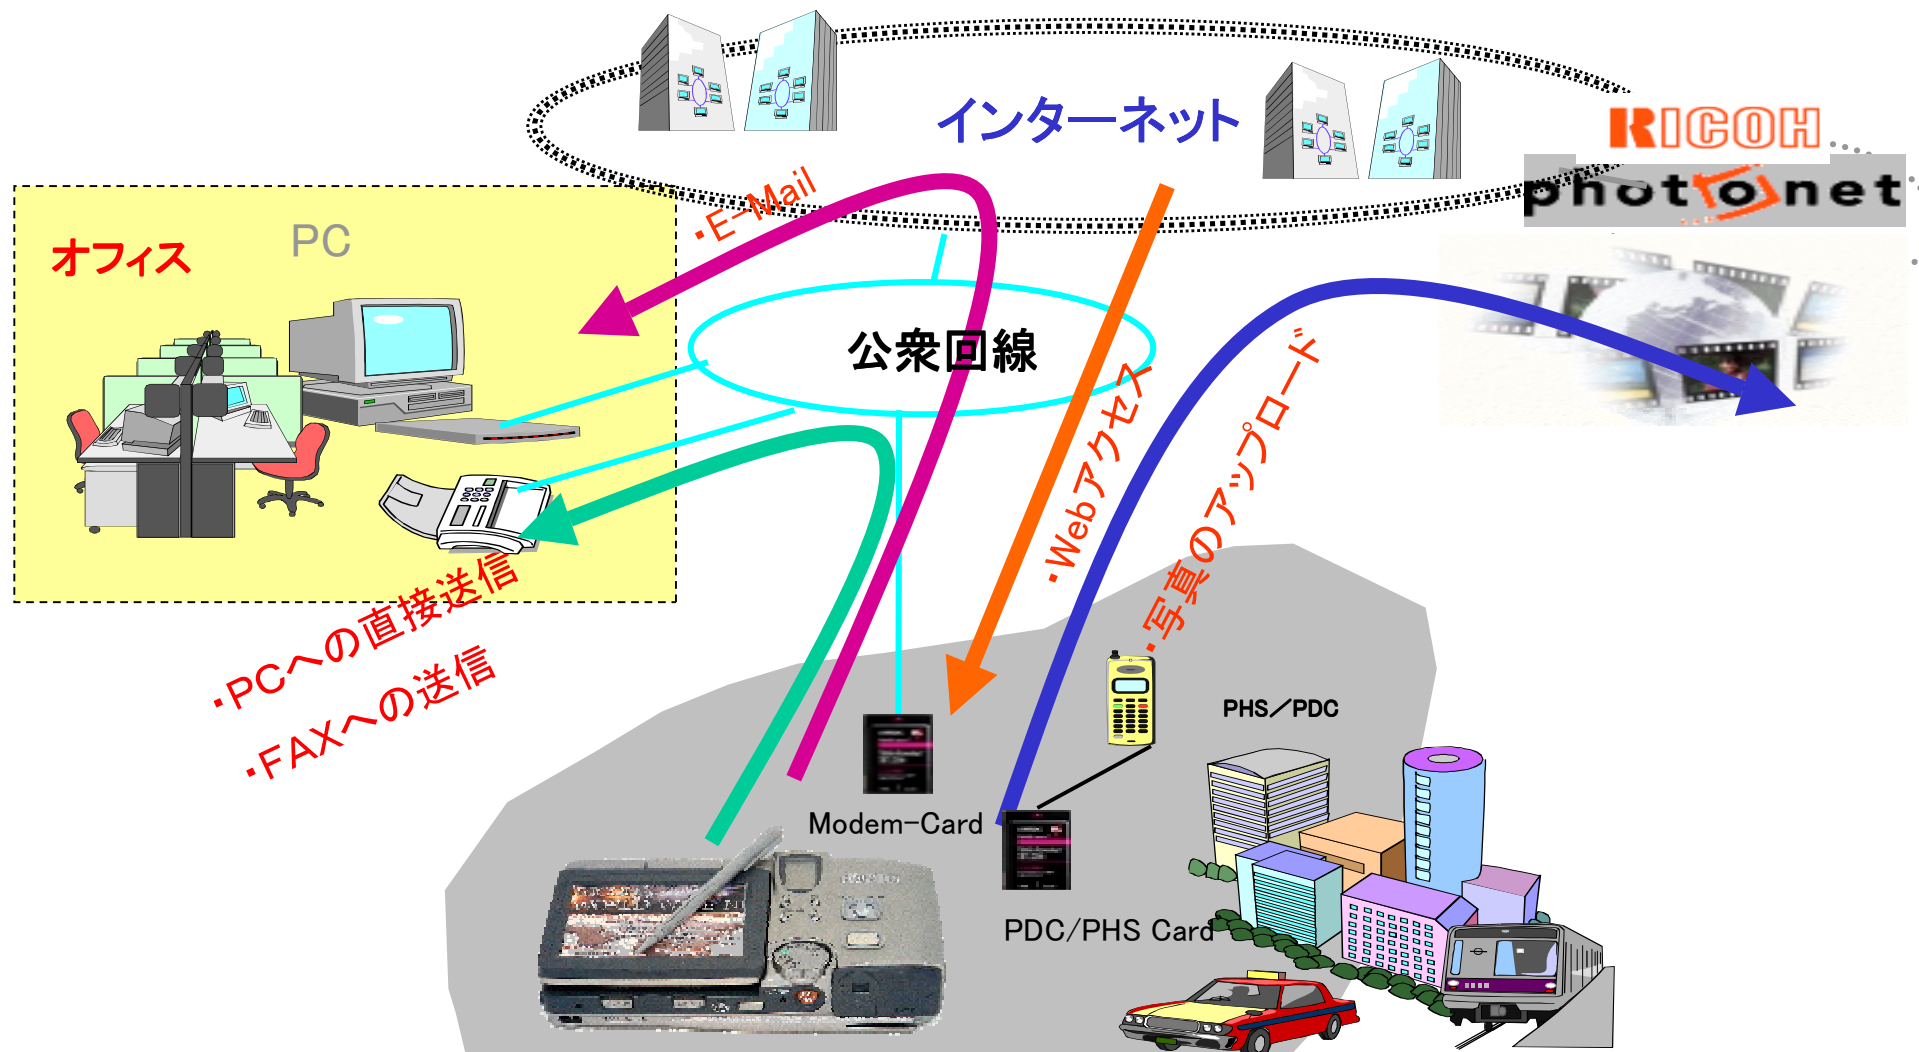 インターネット
RICOH
photonet
・E-Mail
オフィス
PC
公衆回線
・Webアクセス
・写真のアップロード
・PCへの直接送信
・FAXへの送信
PHS／PDC
Modem-Card
PDC/PHS Card